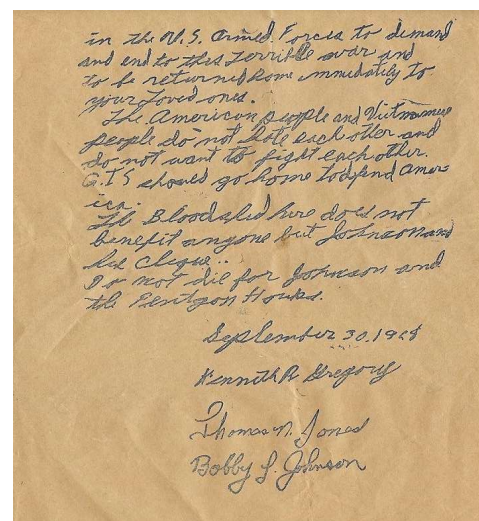 in the U.S. Armed Forces to demand
and end to this terrible war and
to be returned home immediatly to
your loved ones.
The American people and Vietnamese
people do not hate each other and
do not want to fight each other.
G.I S should go home to defend Amer-
ica.
The Bloodshed here does not
benefit anyone but Johnson and
his Clique..
Do not die for Johnson and
the Pentgon Hawks.
September 30, 1968
Kenneth R Gregory
Thomas N. Jones
Bobby L. Johnson